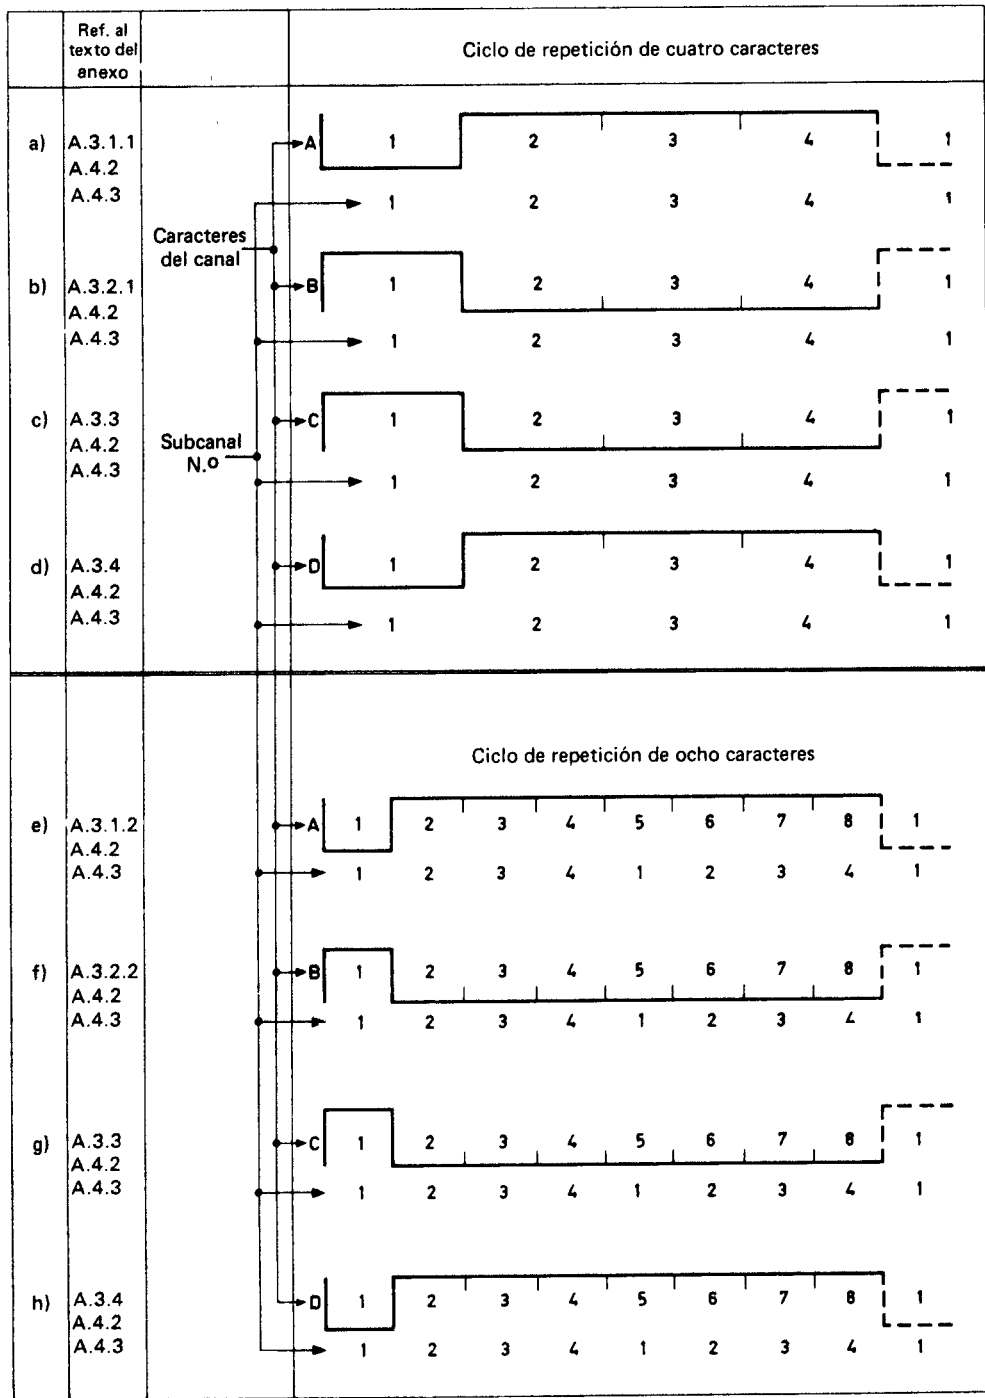 Ref. al
texto del
anexo
Ciclo de repetición de cuatro caracteres
a) A.3.1.1 A 1 2 3 4 1
A.4.2
A.4.3 1 2 3 4 1
Caracteres
del canal
b) A.3.2.1 B 1 2 3 4 1
A.4.2
A.4.3 1 2 3 4 1
c) A.3.3 C 1 2 3 4 1
A.4.2
Subcanal
N.o
A.4.3 1 2 3 4 1
d) A.3.4 D 1 2 3 4 1
A.4.2
A.4.3 1 2 3 4 1
Ciclo de repetición de ocho caracteres
e) A.3.1.2 A 1 2 3 4 5 6 7 8 1
A.4.2
A.4.3 1 2 3 4 1 2 3 4 1
f) A.3.2.2 B 1 2 3 4 5 6 7 8 1
A.4.2
A.4.3 1 2 3 4 1 2 3 4 1
g) A.3.3 C 1 2 3 4 5 6 7 8 1
A.4.2
A.4.3 1 2 3 4 1 2 3 4 1
h) A.3.4 D 1 2 3 4 5 6 7 8 1
A.4.2
A.4.3 1 2 3 4 1 2 3 4 1